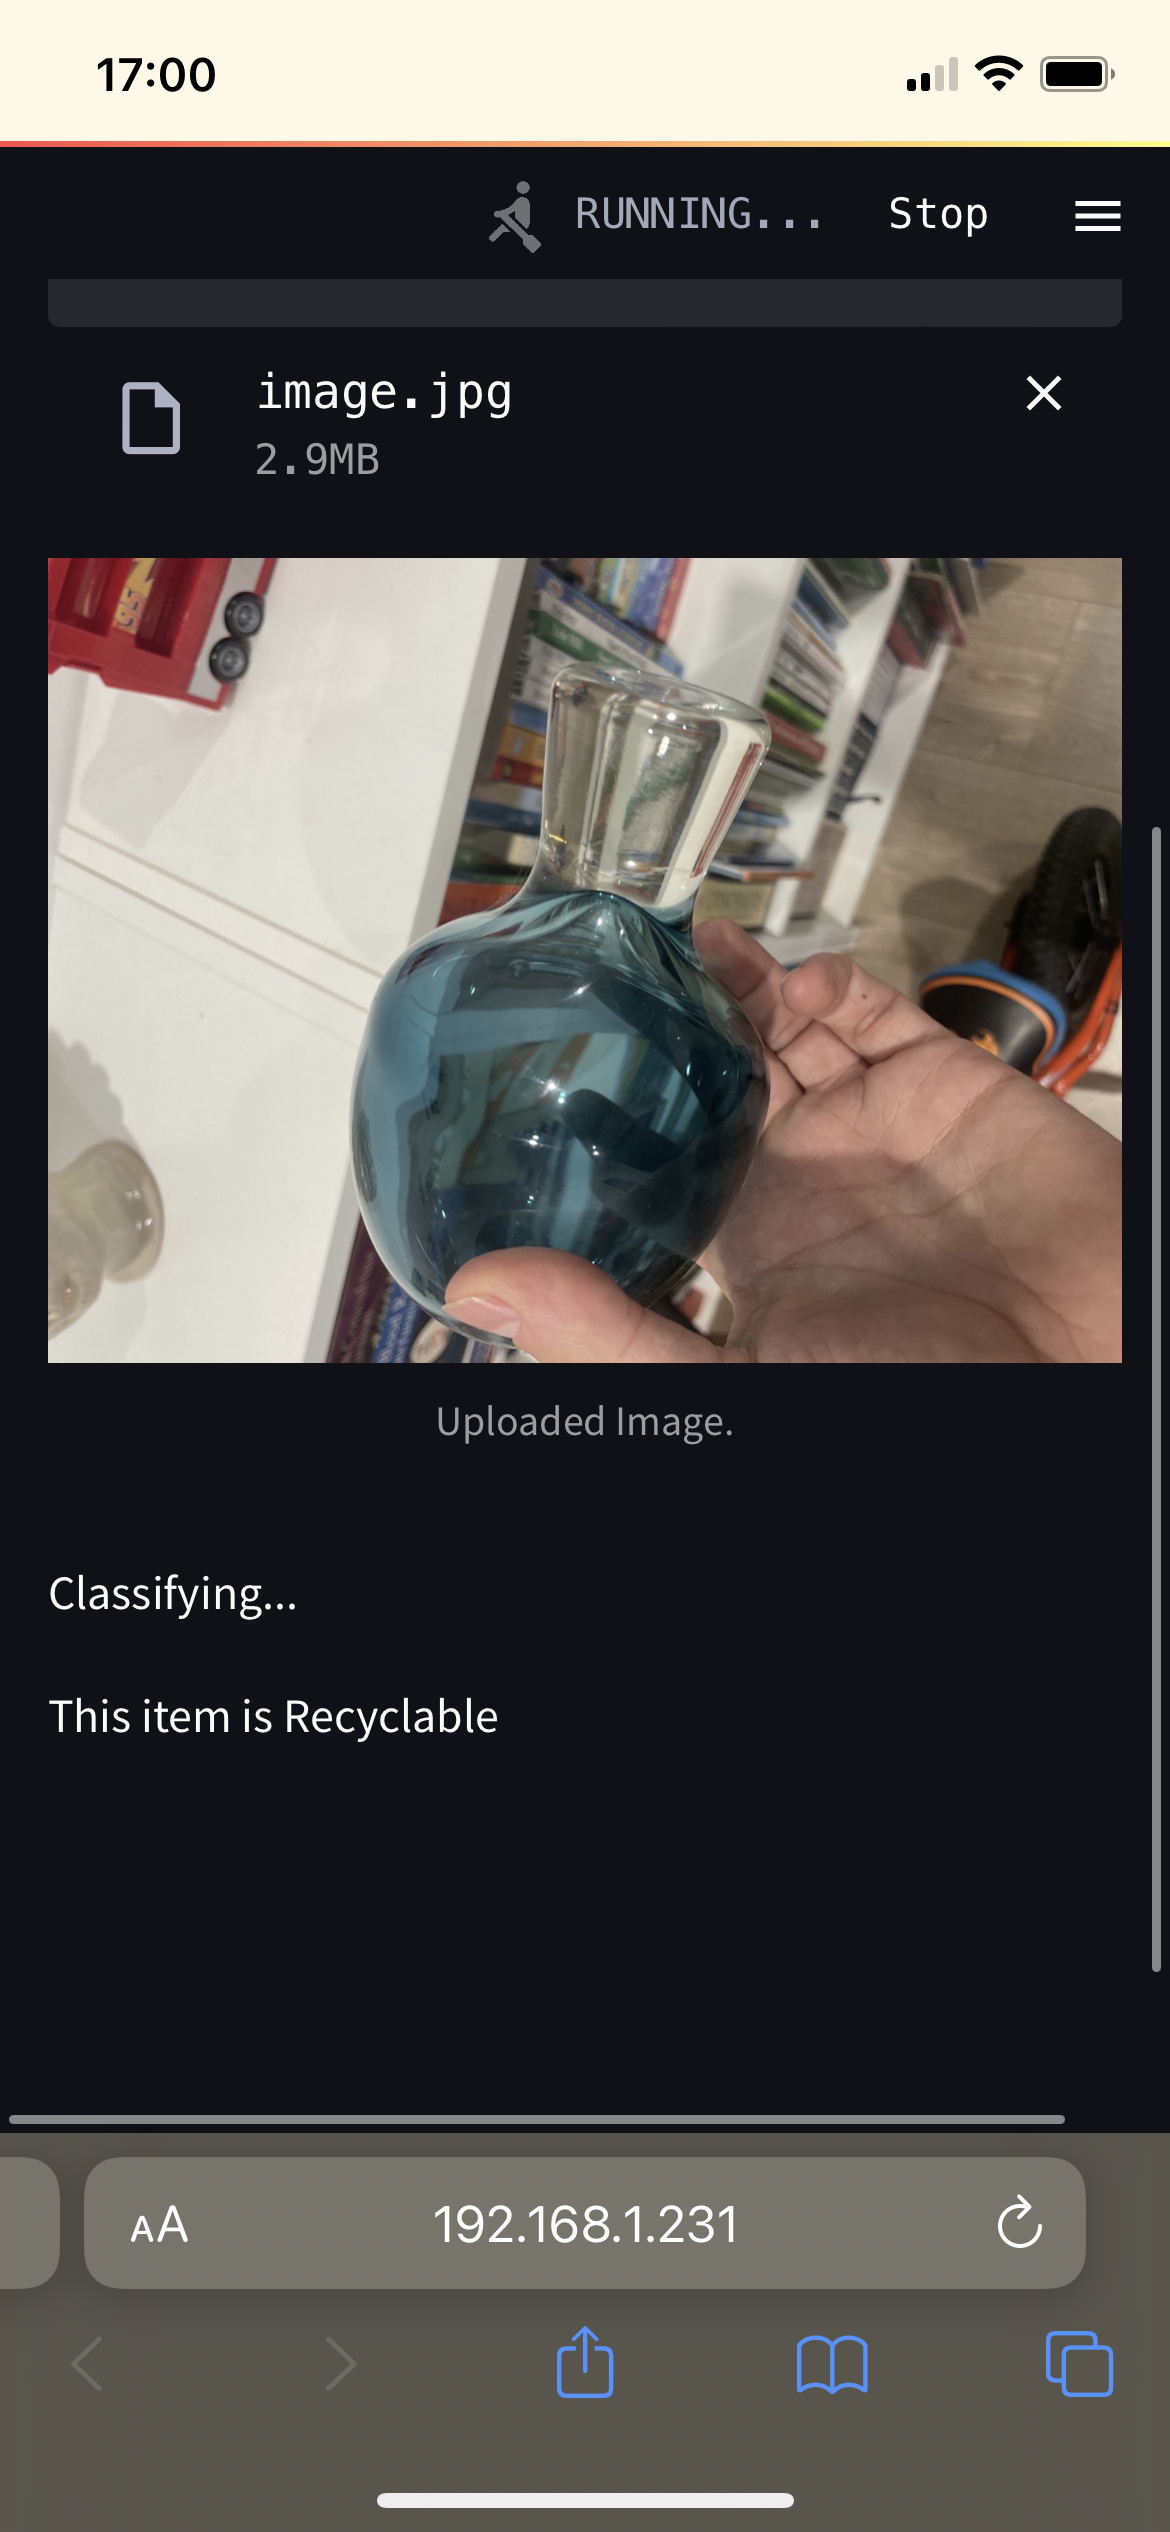 17:00
RUNNING...
Stop
image.jpg
2.9MB
Uploaded Image.
Classifying...
This item is Recyclable
AA
192.168.1.231